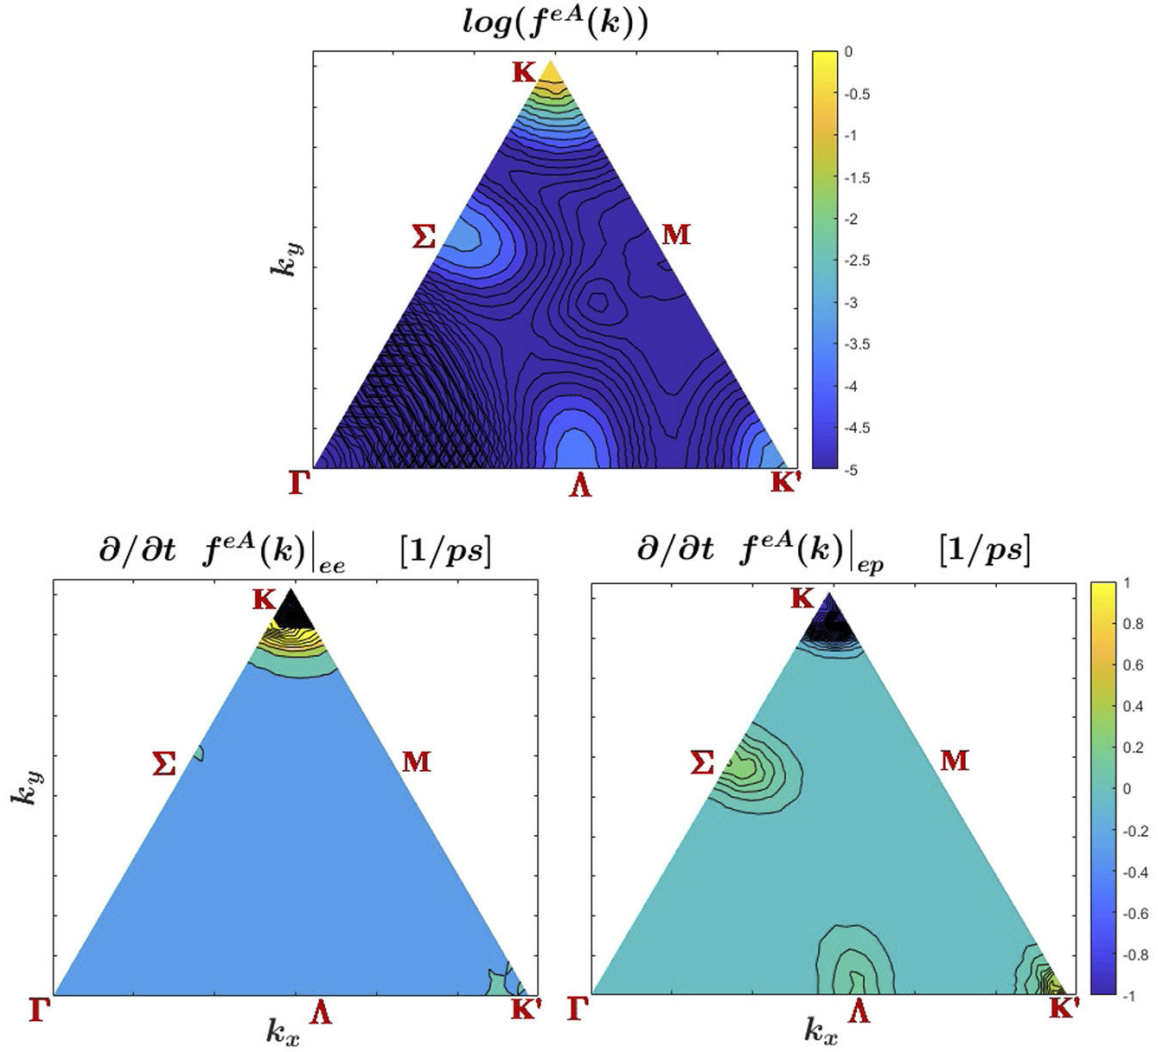 log(f^{eA}(k))
K
Σ
M
k_y
Γ
Λ
K'
0
-0.5
-1
-1.5
-2
-2.5
-3
-3.5
-4
-4.5
-5
∂/∂t f^{eA}(k)|_{ee} [1/ps]
K
Σ
M
k_y
Γ
Λ
K'
k_x
∂/∂t f^{eA}(k)|_{ep} [1/ps]
K
Σ
M
Γ
Λ
K'
k_x
1
0.8
0.6
0.4
0.2
0
-0.2
-0.4
-0.6
-0.8
-1